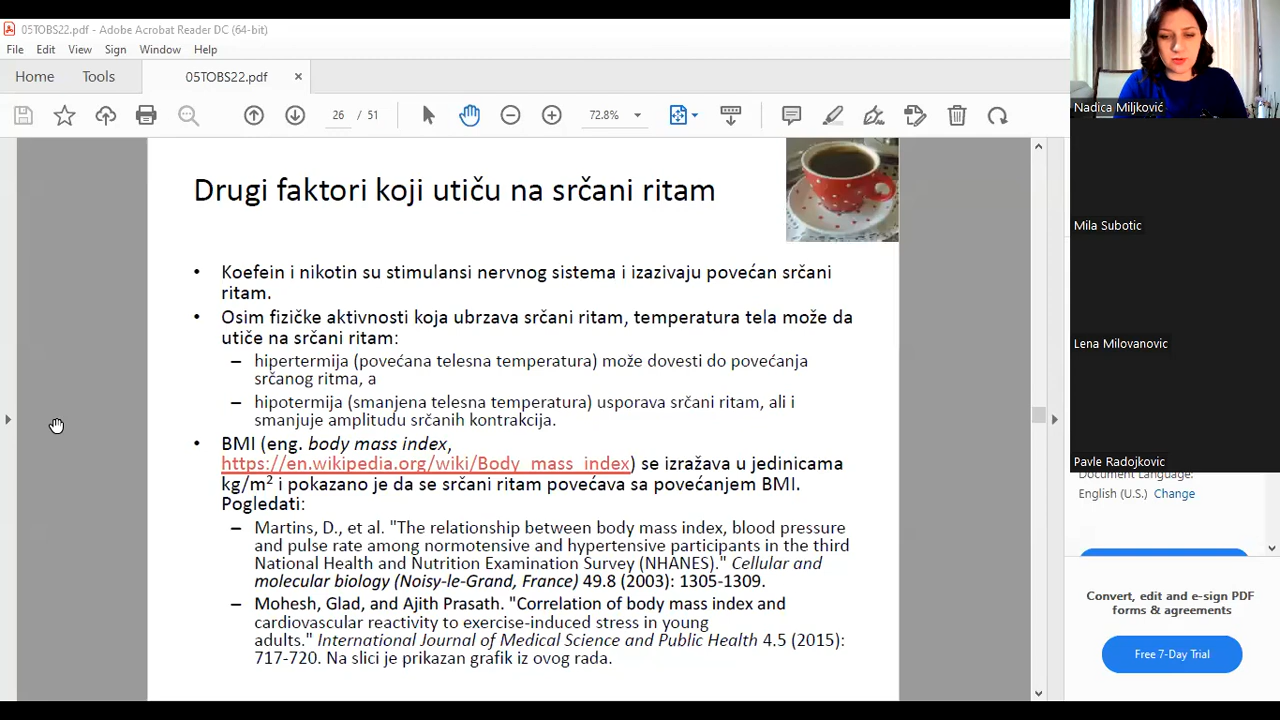 05TOBS22.pdf - Adobe Acrobat Reader DC (64-bit)
File Edit View Sign Window Help
Home Tools 05TOBS22.pdf ×
26 / 51 72.8%
Drugi faktori koji utiču na srčani ritam
• Koefein i nikotin su stimulansi nervnog sistema i izazivaju povećan srčani
ritam.
• Osim fizičke aktivnosti koja ubrzava srčani ritam, temperatura tela može da
utiče na srčani ritam:
– hipertermija (povećana telesna temperatura) može dovesti do povećanja
srčanog ritma, a
– hipotermija (smanjena telesna temperatura) usporava srčani ritam, ali i
smanjuje amplitudu srčanih kontrakcija.
• BMI (eng. body mass index,
https://en.wikipedia.org/wiki/Body_mass_index) se izražava u jedinicama
kg/m² i pokazano je da se srčani ritam povećava sa povećanjem BMI.
Pogledati:
– Martins, D., et al. "The relationship between body mass index, blood pressure
and pulse rate among normotensive and hypertensive participants in the third
National Health and Nutrition Examination Survey (NHANES)." Cellular and
molecular biology (Noisy-le-Grand, France) 49.8 (2003): 1305-1309.
– Mohesh, Glad, and Ajith Prasath. "Correlation of body mass index and
cardiovascular reactivity to exercise-induced stress in young
adults." International Journal of Medical Science and Public Health 4.5 (2015):
717-720. Na slici je prikazan grafik iz ovog rada.
Nadica Miljković
Mila Subotic
Lena Milovanovic
Pavle Radojkovic
Document Language:
English (U.S.) Change
Convert, edit and e-sign PDF
forms & agreements
Free 7-Day Trial